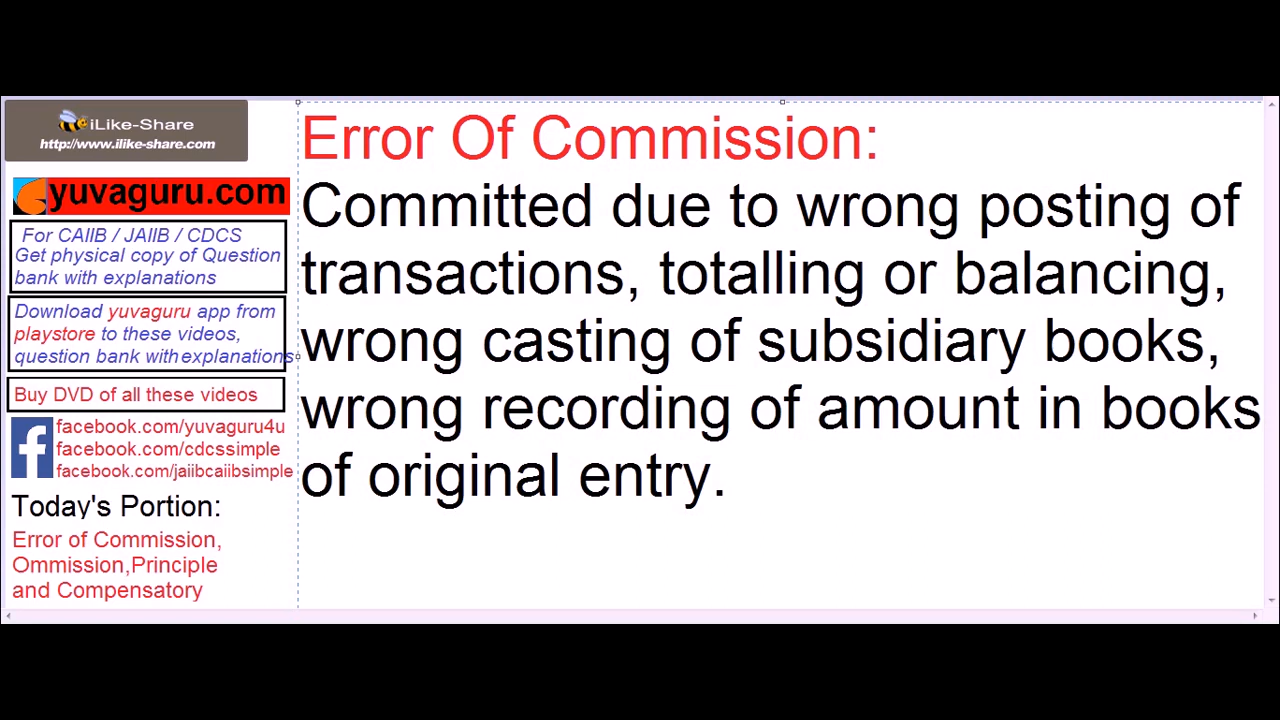 iLike-Share
http://www.ilike-share.com
yuvaguru.com
For CAIIB / JAIIB / CDCS
Get physical copy of Question
bank with explanations
Download yuvaguru app from
playstore to these videos,
question bank with explanations
Buy DVD of all these videos
facebook.com/yuvaguru4u
facebook.com/cdcssimple
facebook.com/jaiibcaiibsimple
Today's Portion:
Error of Commission,
Ommission,Principle
and Compensatory
Error Of Commission:
Committed due to wrong posting of
transactions, totalling or balancing,
wrong casting of subsidiary books,
wrong recording of amount in books
of original entry.